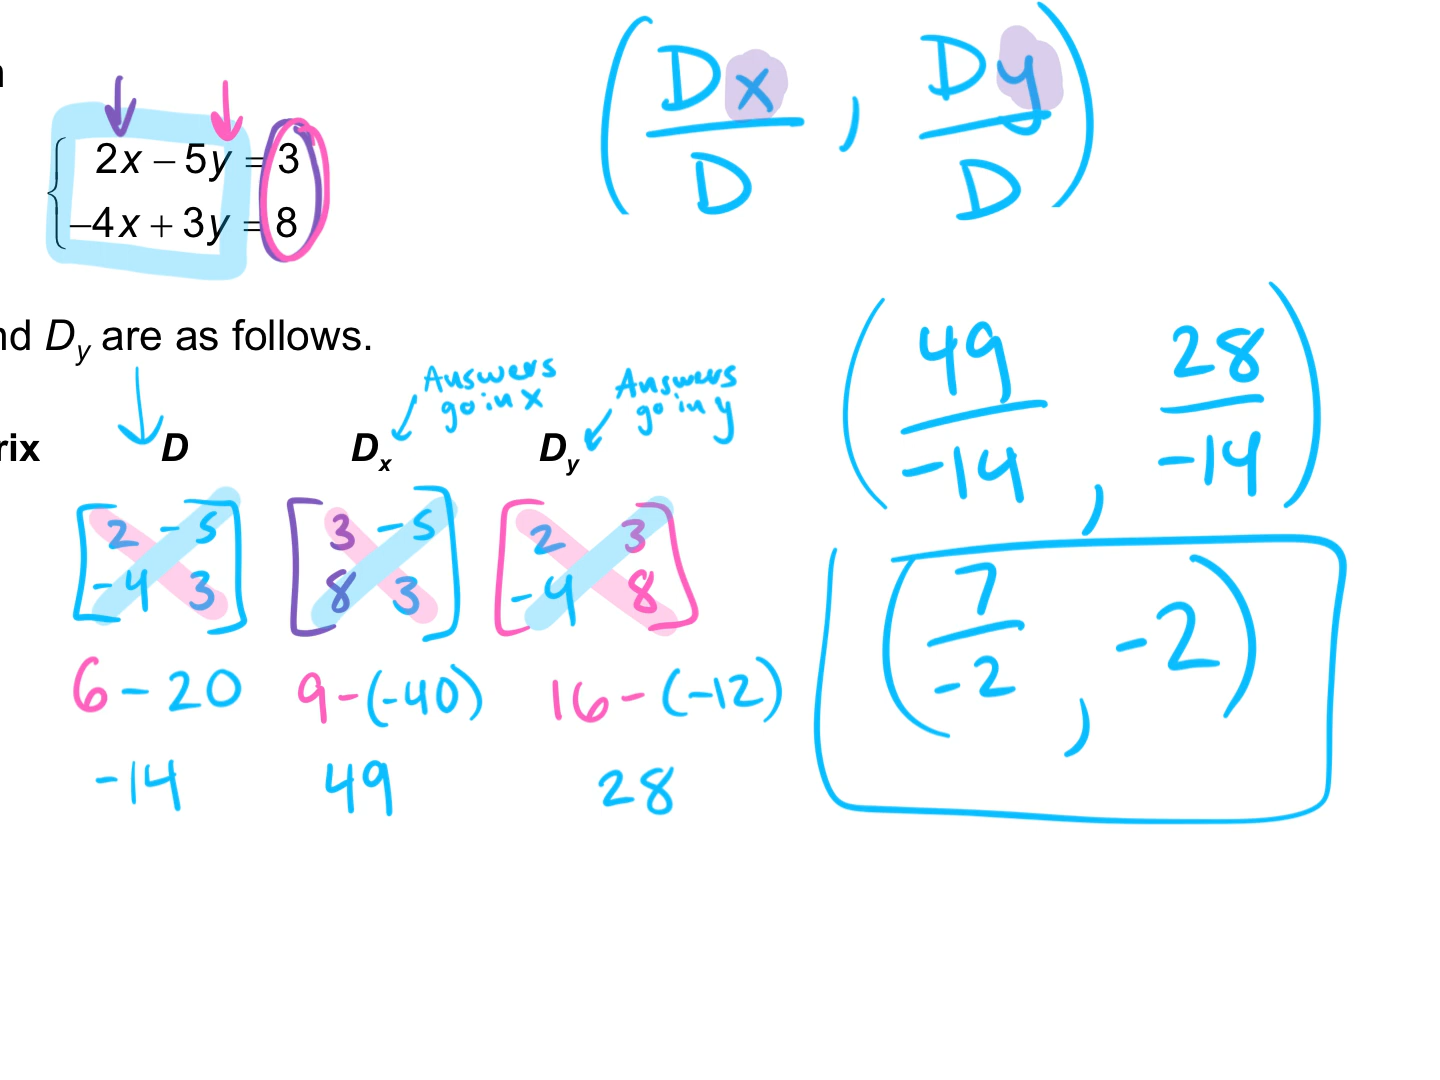 2x − 5y = 3
−4x + 3y = 8
(Dx/D, Dy/D)
nd Dy are as follows.
Answers go in x
Answers go in y
rix D Dx Dy
[2 -5] [3 -5] [2 3]
[-4 3] [8 3] [-4 8]
6 - 20 9-(-40) 16-(-12)
-14 49 28
(49/-14, 28/-14)
(7/-2, -2)